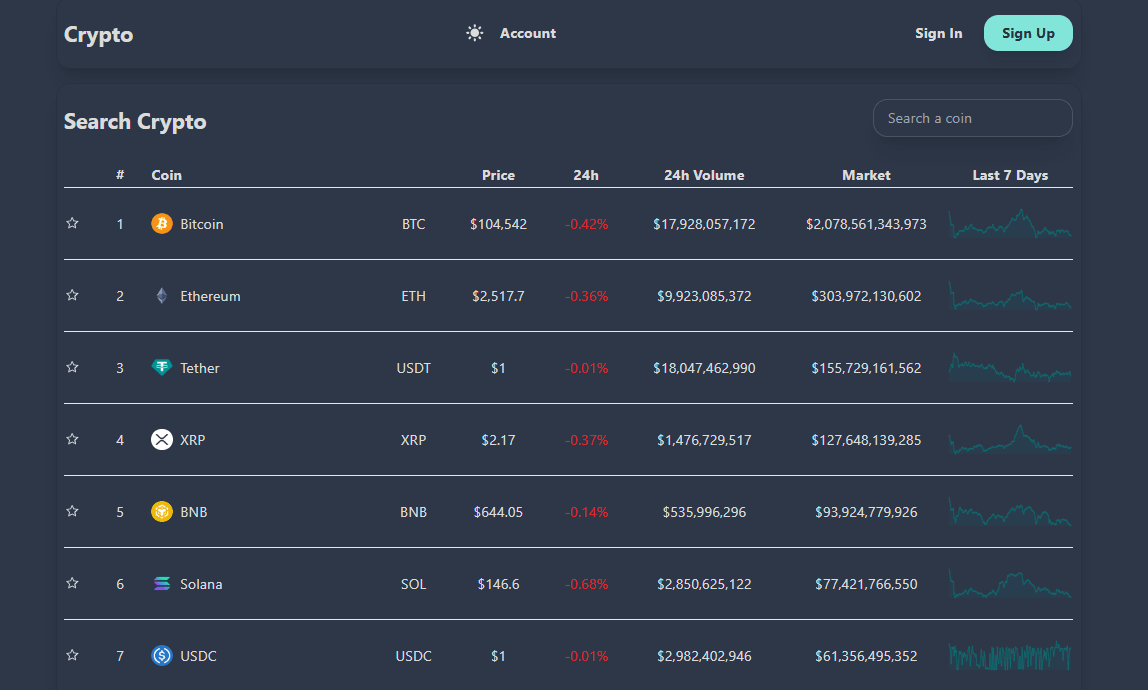 Crypto Account Sign In Sign Up
Search Crypto Search a coin
# Coin Price 24h 24h Volume Market Last 7 Days
1 Bitcoin BTC $104,542 -0.42% $17,928,057,172 $2,078,561,343,973
2 Ethereum ETH $2,517.7 -0.36% $9,923,085,372 $303,972,130,602
3 Tether USDT $1 -0.01% $18,047,462,990 $155,729,161,562
4 XRP XRP $2.17 -0.37% $1,476,729,517 $127,648,139,285
5 BNB BNB $644.05 -0.14% $535,996,296 $93,924,779,926
6 Solana SOL $146.6 -0.68% $2,850,625,122 $77,421,766,550
7 USDC USDC $1 -0.01% $2,982,402,946 $61,356,495,352